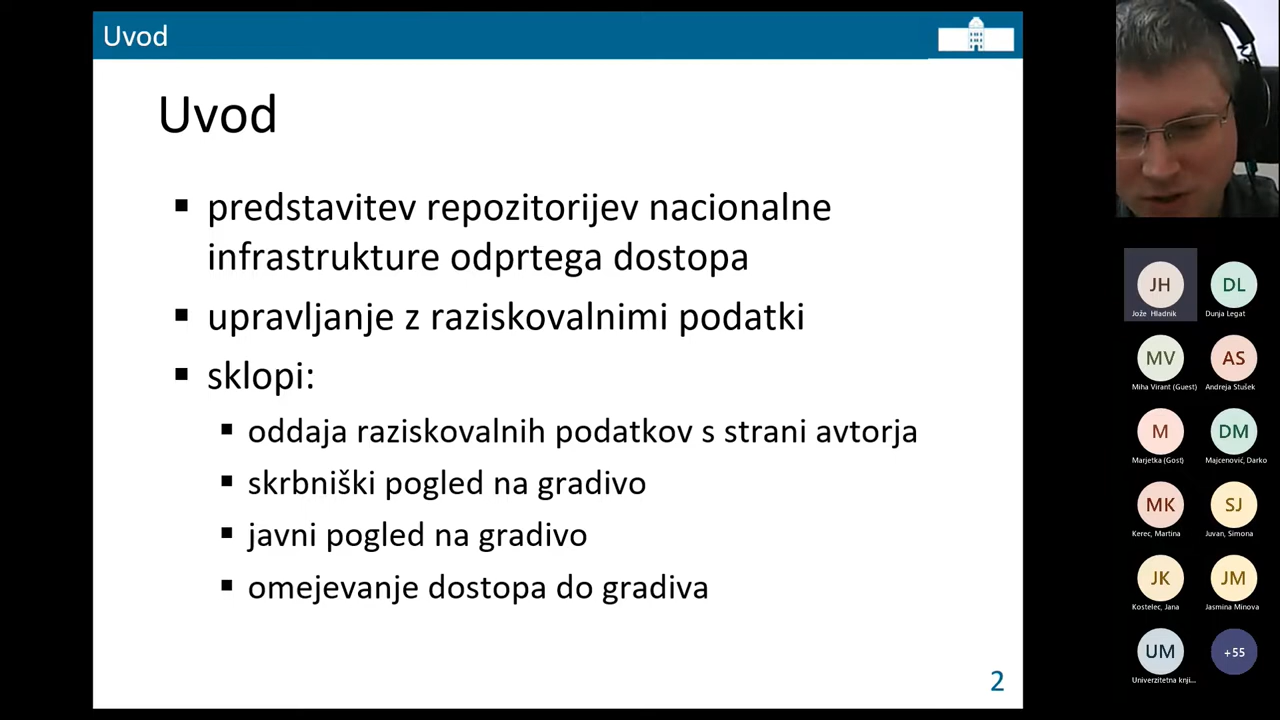 Uvod
Uvod
predstavitev repozitorijev nacionalne
infrastrukture odprtega dostopa
upravljanje z raziskovalnimi podatki
sklopi:
oddaja raziskovalnih podatkov s strani avtorja
skrbniški pogled na gradivo
javni pogled na gradivo
omejevanje dostopa do gradiva
2
JH
Jože Hladnik
DL
Dunja Legat
MV
Miha Virant (Guest)
AS
Andreja Stušek
M
Marjetka (Gost)
DM
Majcenović, Darko
MK
Kerec, Martina
SJ
Juvan, Simona
JK
Kostelec, Jana
JM
Jasmina Minova
UM
Univerzitetna knji...
+55